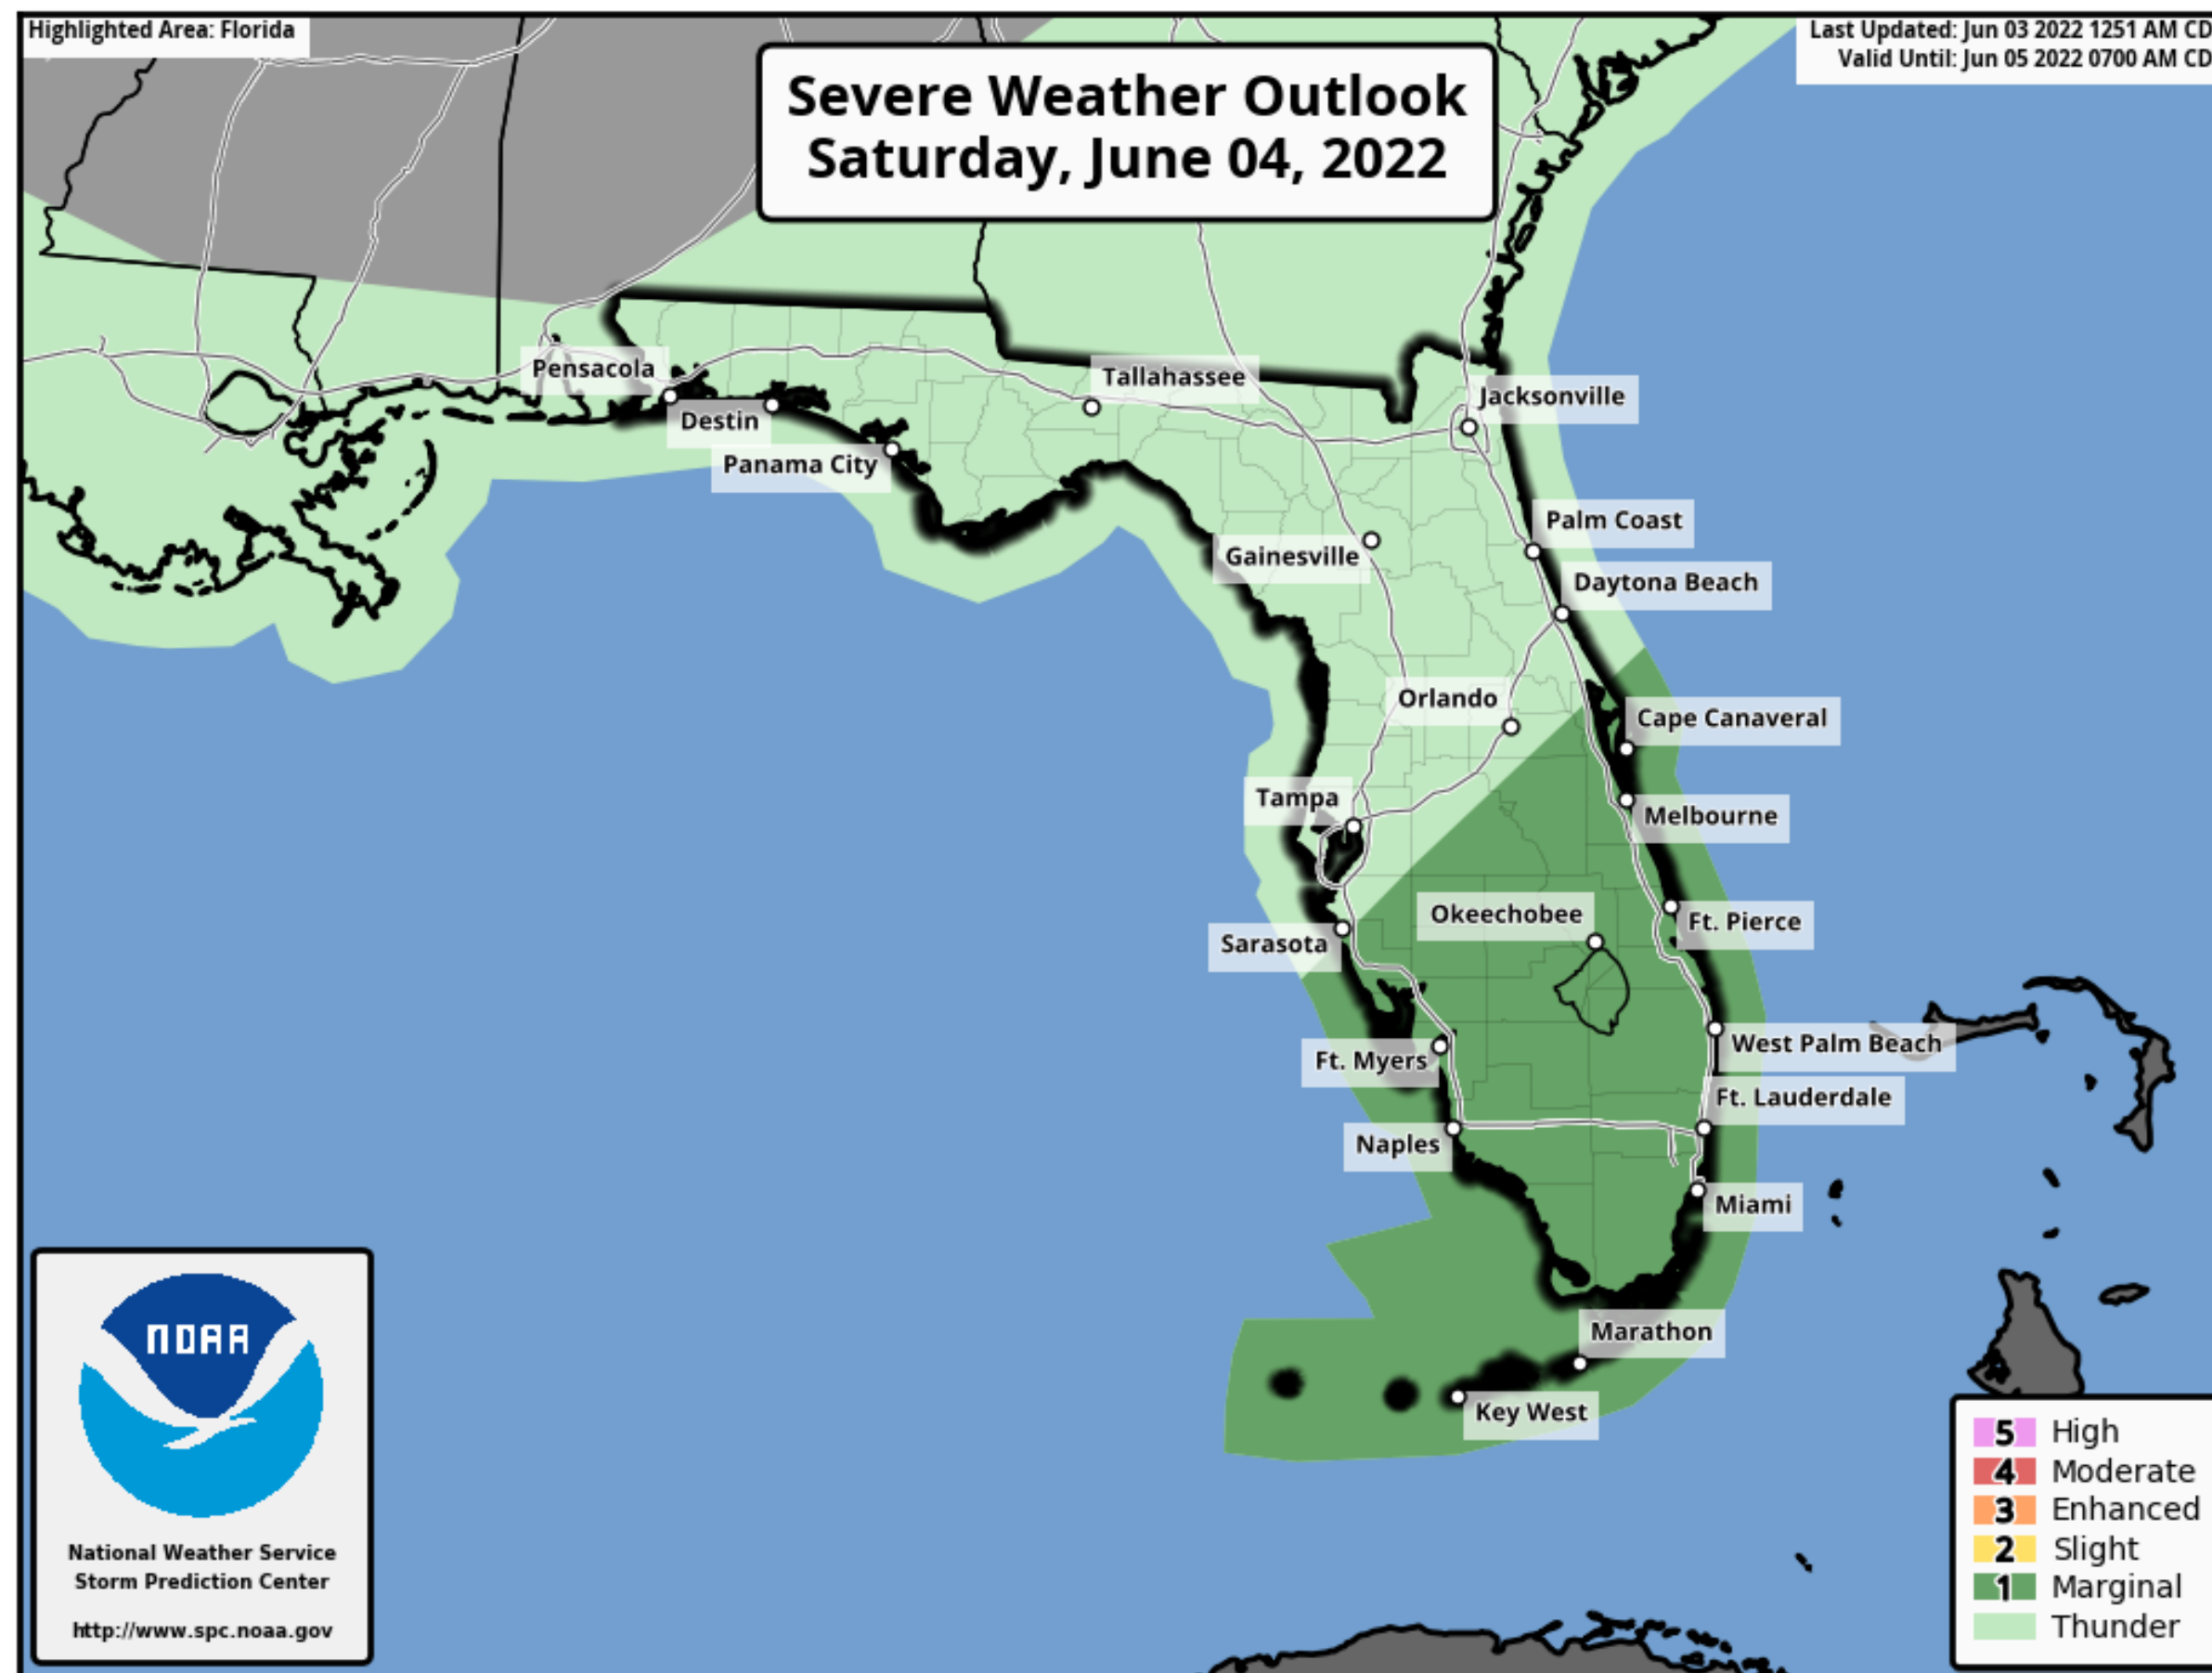 Highlighted Area: Florida
Last Updated: Jun 03 2022 1251 AM CD
Valid Until: Jun 05 2022 0700 AM CD
Severe Weather Outlook
Saturday, June 04, 2022
Pensacola
Tallahassee
Jacksonville
Destin
Panama City
Palm Coast
Gainesville
Daytona Beach
Orlando
Cape Canaveral
Tampa
Melbourne
Okeechobee
Ft. Pierce
Sarasota
West Palm Beach
Ft. Myers
Ft. Lauderdale
Naples
Miami
Marathon
Key West
NOAA
National Weather Service
Storm Prediction Center
http://www.spc.noaa.gov
5 High
4 Moderate
3 Enhanced
2 Slight
1 Marginal
Thunder